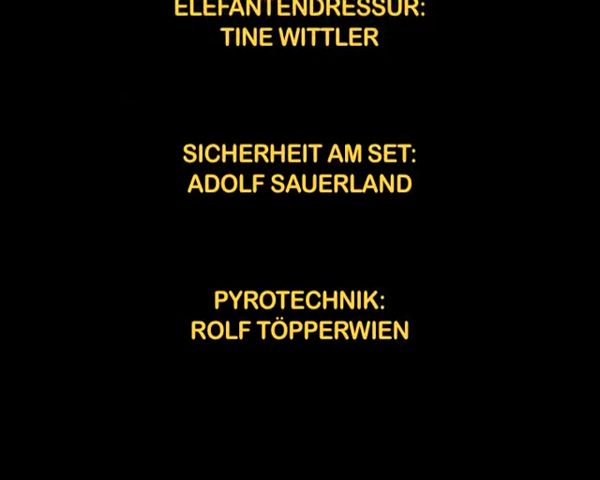 ELEFANTENDRESSUR:
TINE WITTLER
SICHERHEIT AM SET:
ADOLF SAUERLAND
PYROTECHNIK:
ROLF TÖPPERWIEN